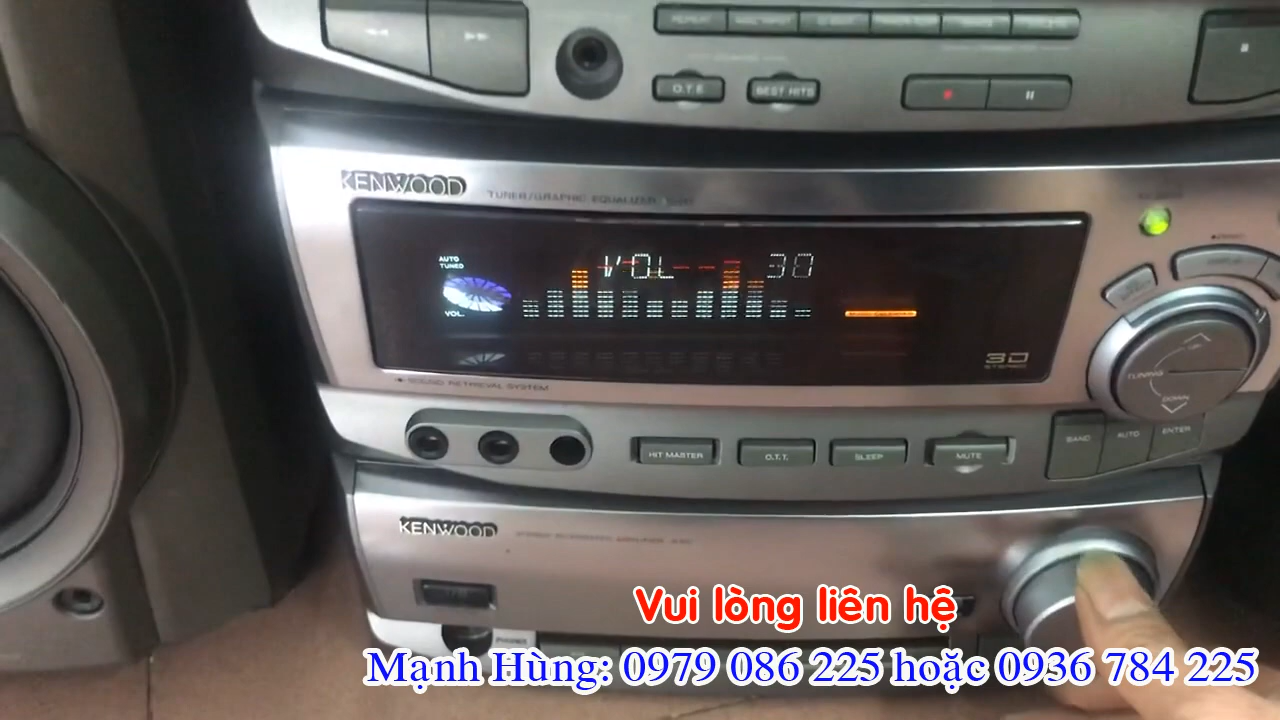 REPEAT
O.T.E
BEST HITS
KENWOOD
TUNER/GRAPHIC EQUALIZER
AUTO
TUNED
VOL 38
VOL.
3D
STEREO
SOUND RETRIEVAL SYSTEM
UP
TUNING
DOWN
HIT MASTER
O.T.T.
SLEEP
MUTE
BAND
AUTO
ENTER
KENWOOD
PHONES
Vui lòng liên hệ
Mạnh Hùng: 0979 086 225 hoặc 0936 784 225